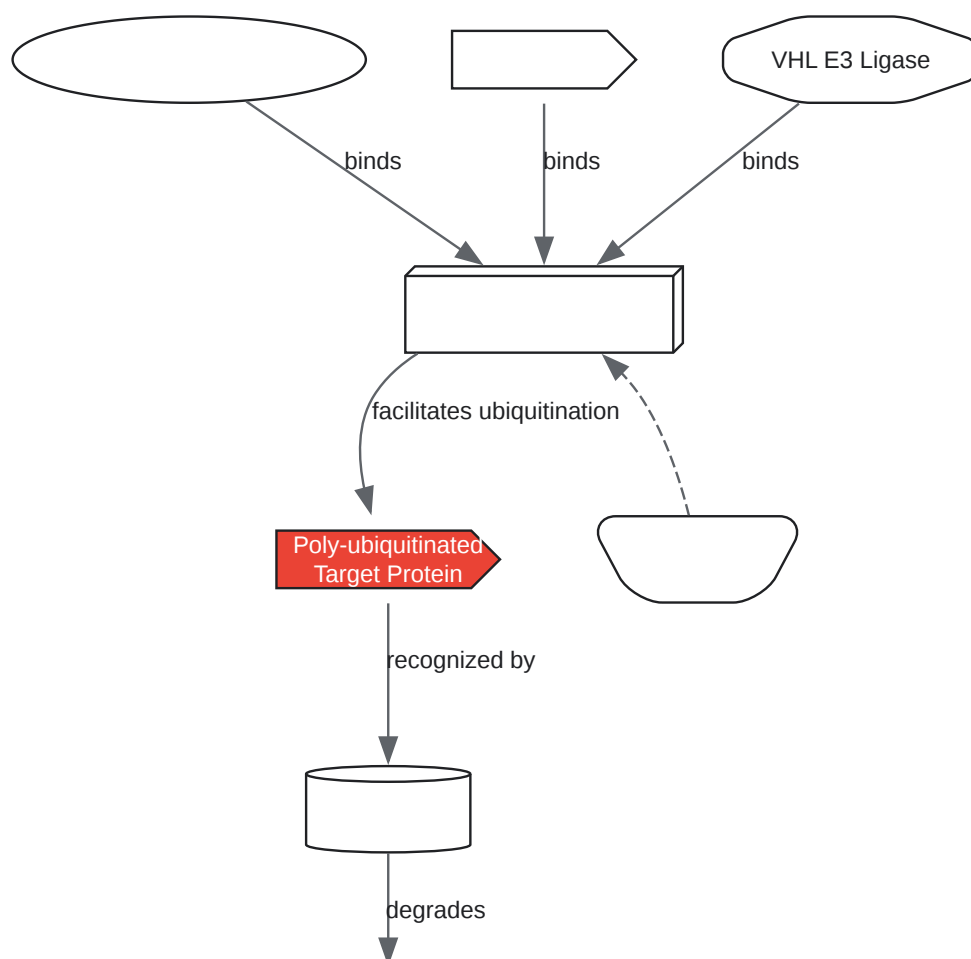 VHL E3 Ligase
binds
binds
binds
facilitates ubiquitination
Poly-ubiquitinated
Target Protein
recognized by
degrades